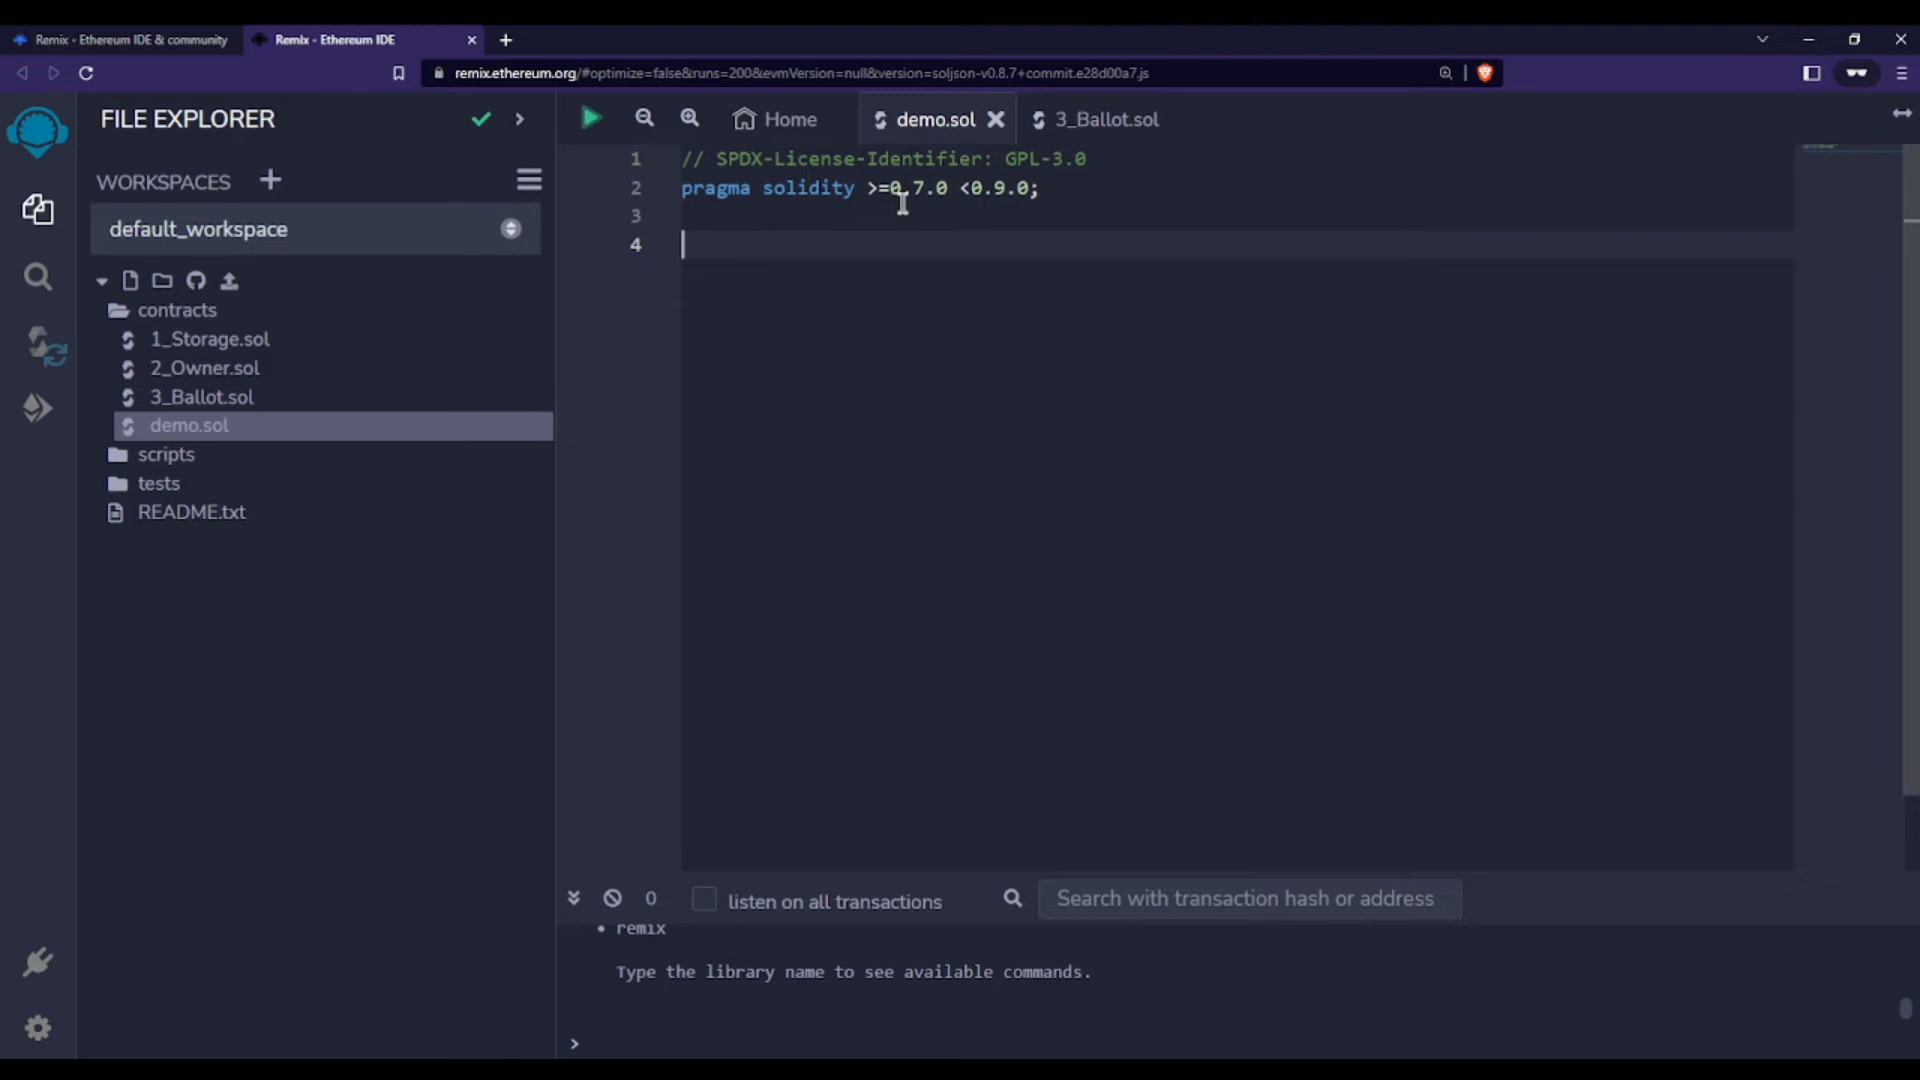 Remix - Ethereum IDE & community
Remix - Ethereum IDE
remix.ethereum.org/#optimize=false&runs=200&evmVersion=null&version=soljson-v0.8.7+commit.e28d00a7.js
FILE EXPLORER
WORKSPACES
default_workspace
contracts
1_Storage.sol
2_Owner.sol
3_Ballot.sol
demo.sol
scripts
tests
README.txt
Home
demo.sol
3_Ballot.sol
1 // SPDX-License-Identifier: GPL-3.0
2 pragma solidity >=0.7.0 <0.9.0;
3
4
0
listen on all transactions
Search with transaction hash or address
• remix
Type the library name to see available commands.
>